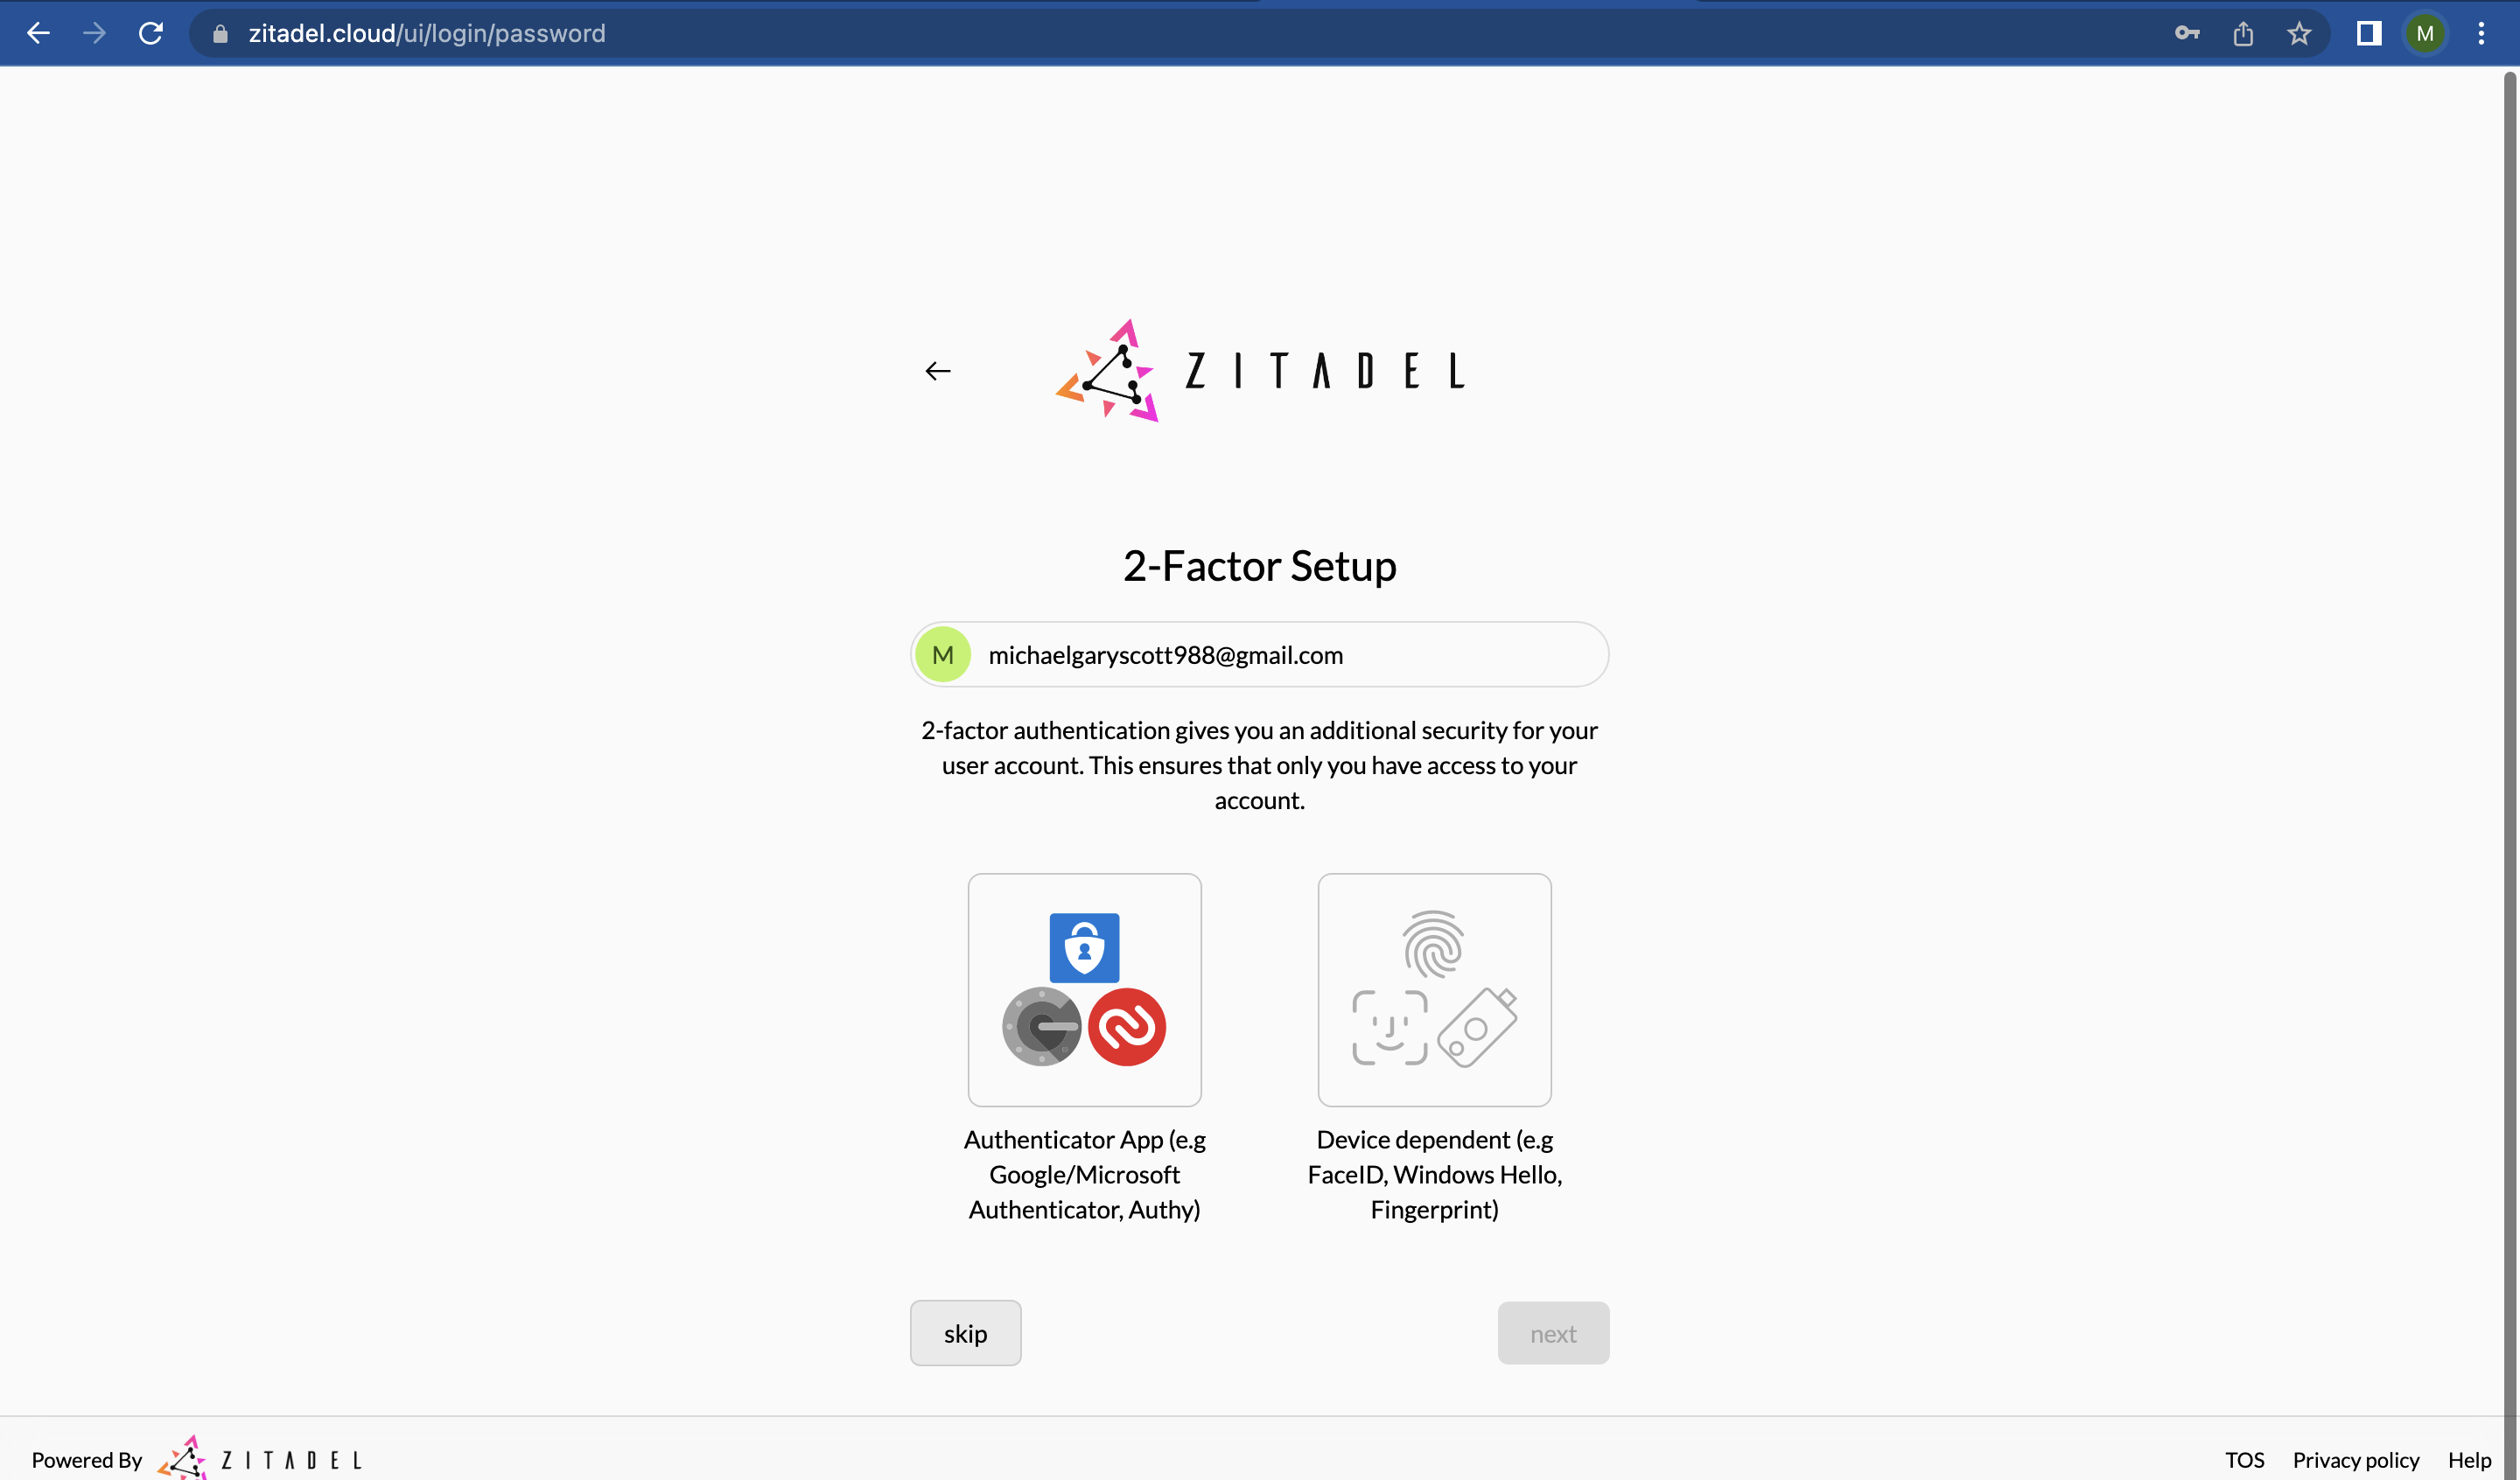 zitadel.cloud/ui/login/password
M
ZITADEL
2-Factor Setup
M
michaelgaryscott988@gmail.com
2-factor authentication gives you an additional security for your
user account. This ensures that only you have access to your
account.
Authenticator App (e.g
Google/Microsoft
Authenticator, Authy)
Device dependent (e.g
FaceID, Windows Hello,
Fingerprint)
skip
next
Powered By ZITADEL
TOS
Privacy policy
Help